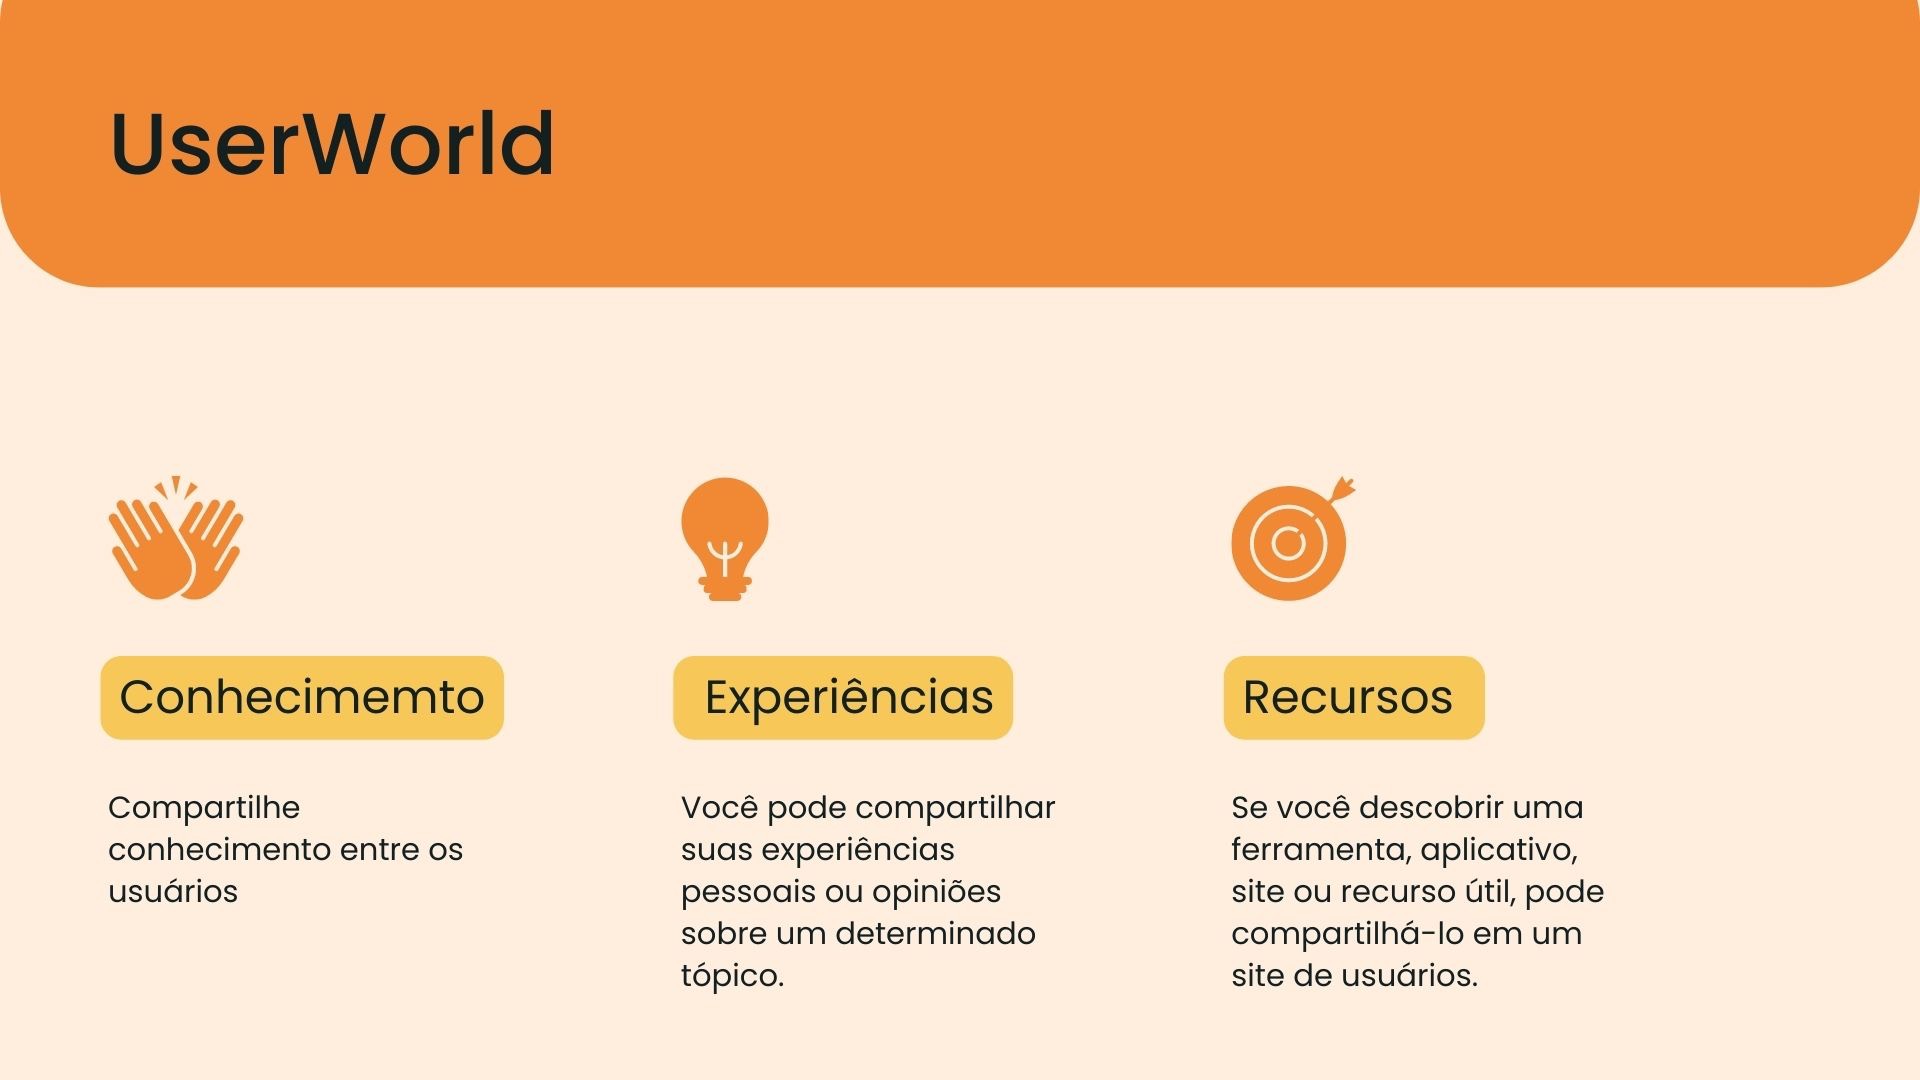 UserWorld
Conhecimemto
Compartilhe
conhecimento entre os
usuários
Experiências
Você pode compartilhar
suas experiências
pessoais ou opiniões
sobre um determinado
tópico.
Recursos
Se você descobrir uma
ferramenta, aplicativo,
site ou recurso útil, pode
compartilhá-lo em um
site de usuários.